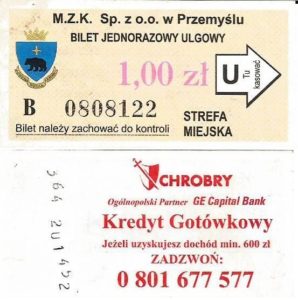 M.Z.K. Sp. z o.o. w Przemyślu
BILET JEDNORAZOWY ULGOWY
1,00 zł
U
Tu kasować
B 0808122
STREFA
MIEJSKA
Bilet należy zachować do kontroli
CHROBRY
Ogólnopolski Partner GE Capital Bank
Kredyt Gotówkowy
Jeżeli uzyskujesz dochód min. 600 zł
ZADZWOŃ:
0 801 677 577